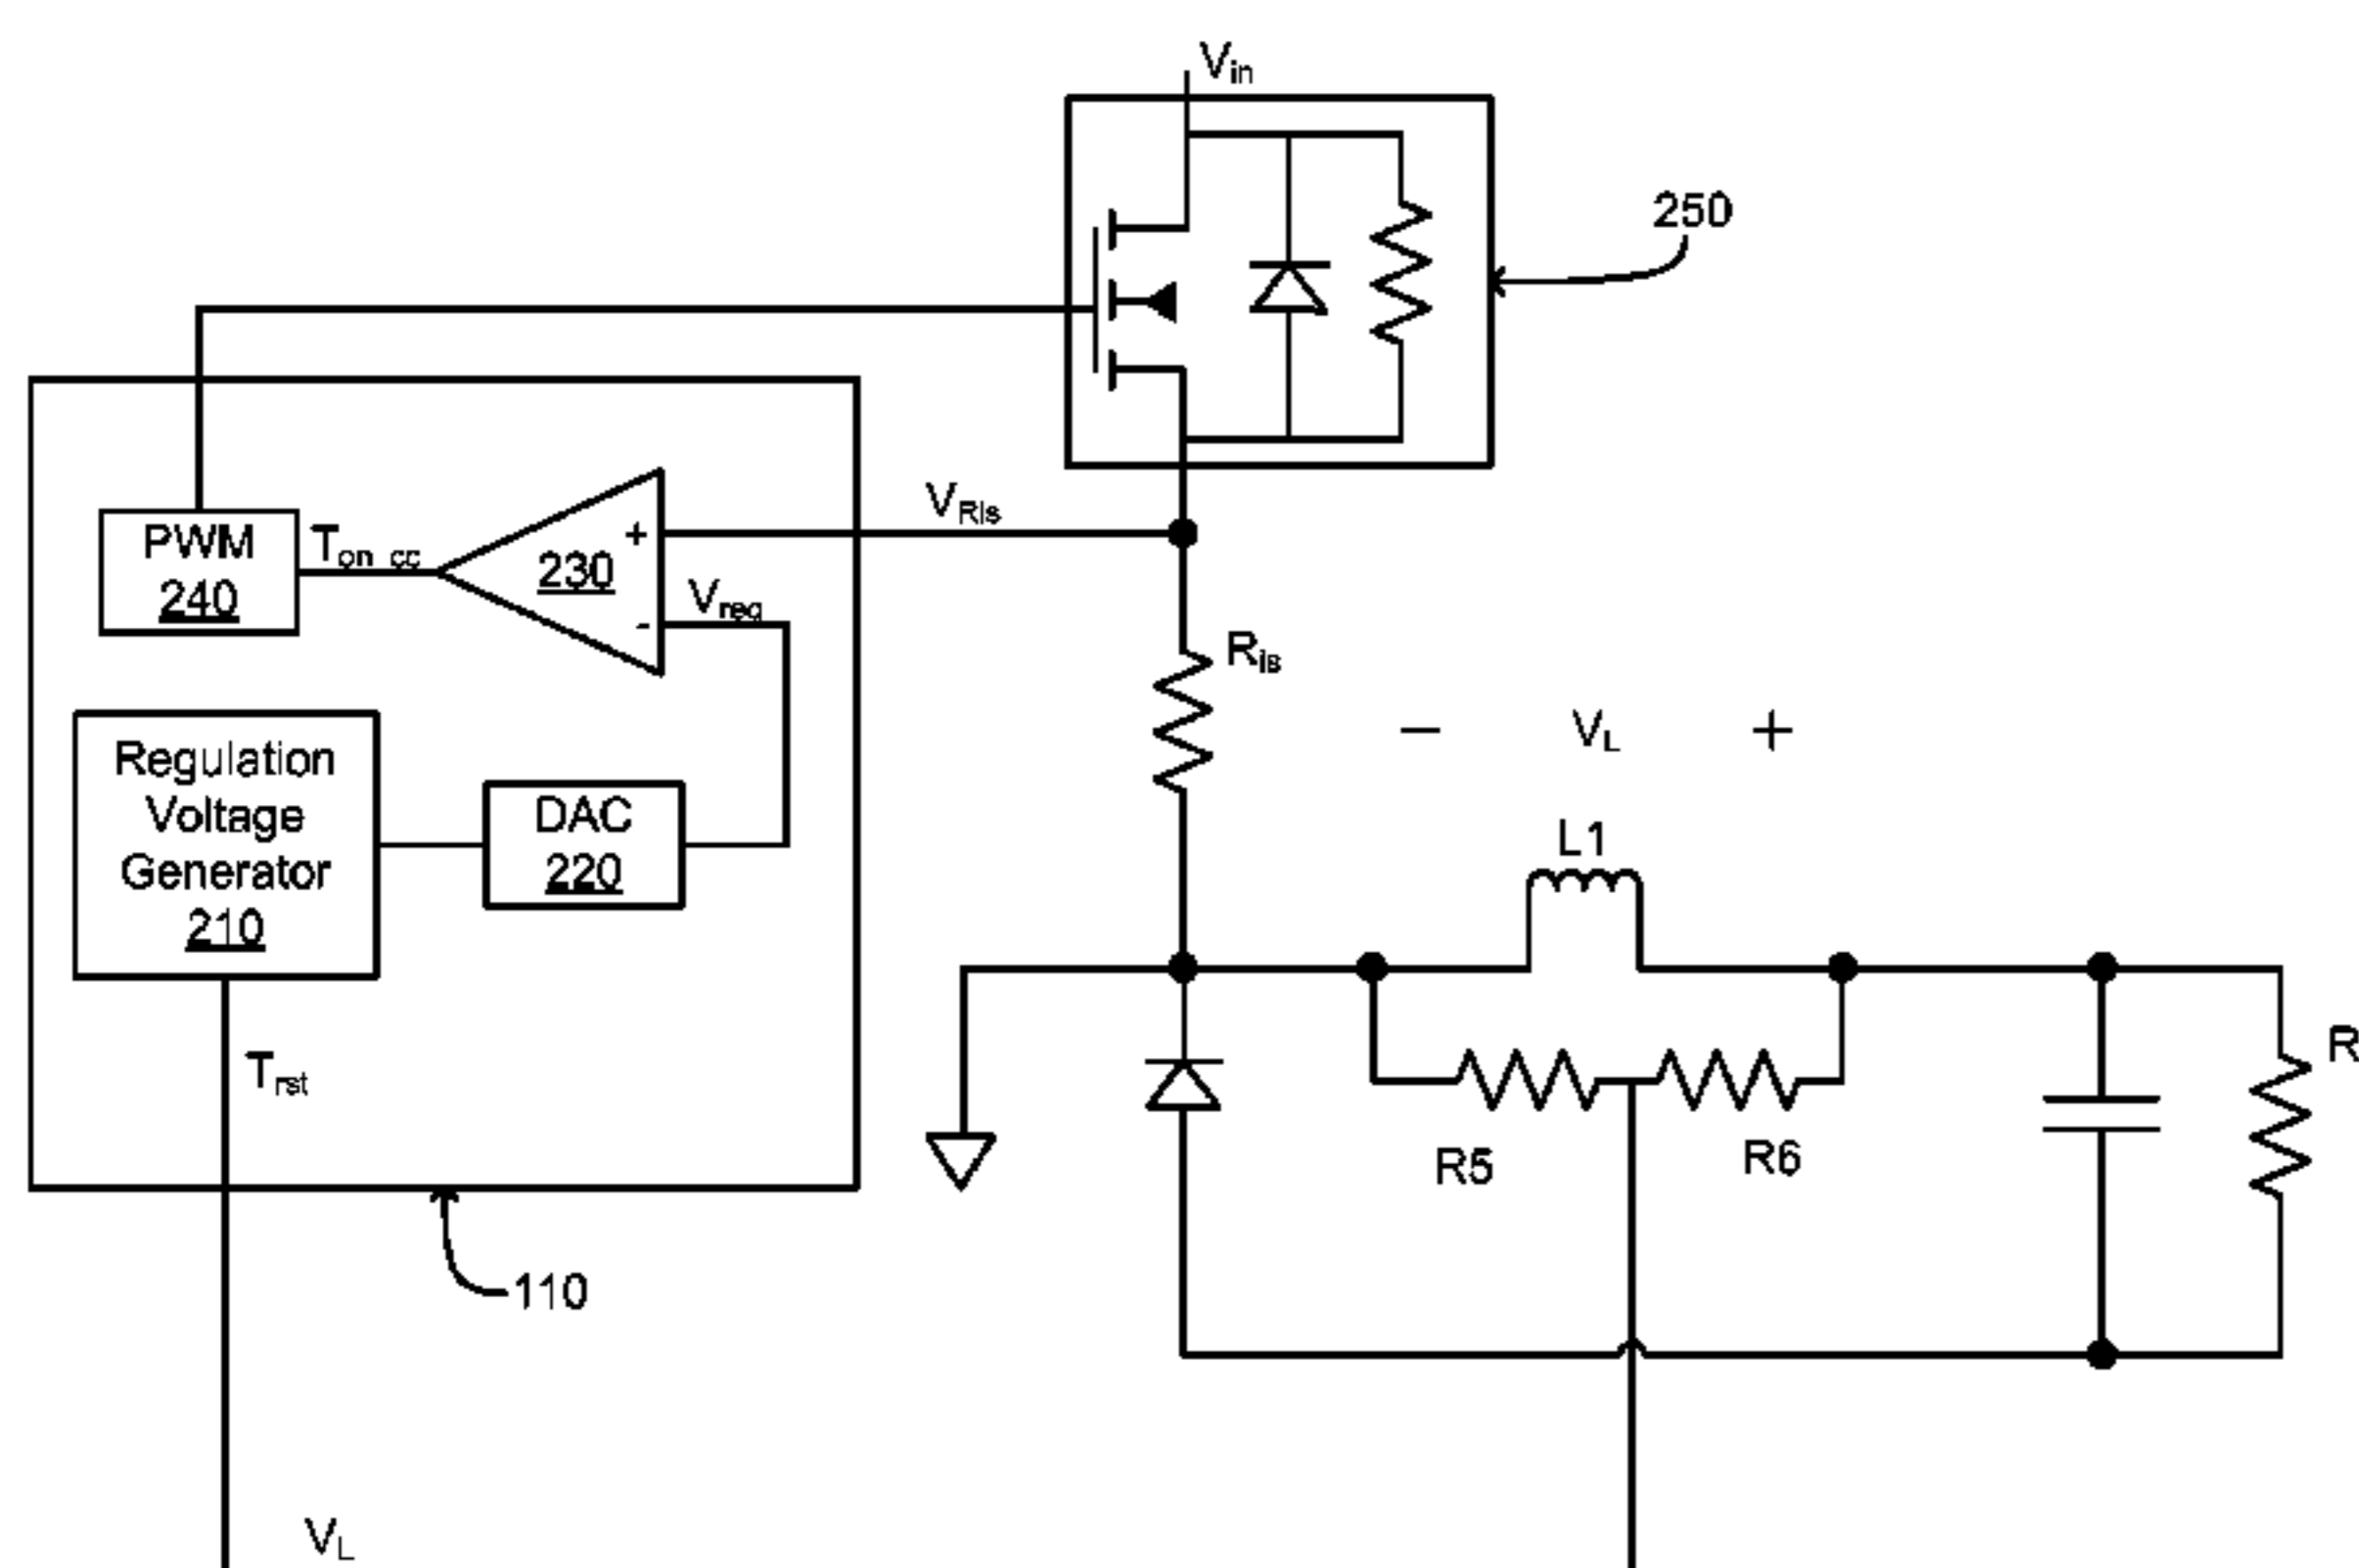 Vin
250
VRis
PWM
240
Ton_cc
230
+
-
Vreg
Ris
Regulation
Voltage
Generator
210
DAC
220
− VL +
L1
Trst
R
R5
R6
110
VL